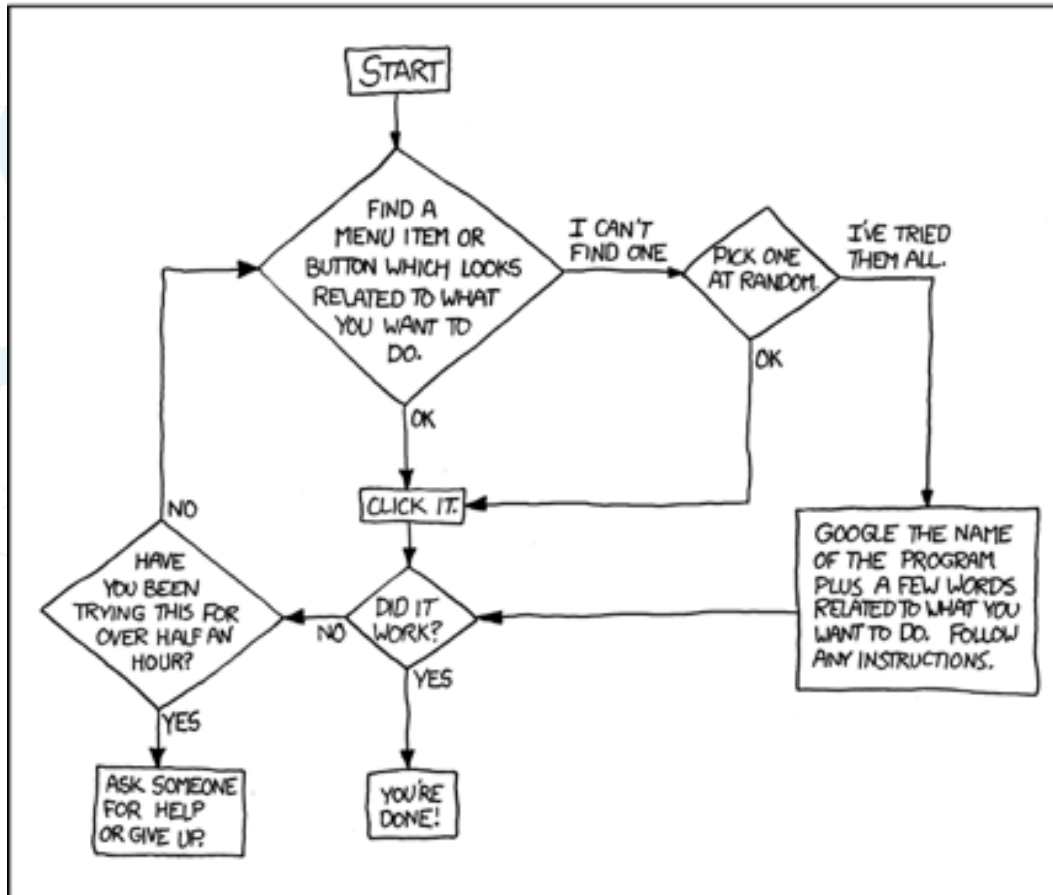 START
FIND A
MENU ITEM OR
BUTTON WHICH LOOKS
RELATED TO WHAT
YOU WANT TO
DO.
I CAN'T
FIND ONE
PICK ONE
AT RANDOM.
I'VE TRIED
THEM ALL.
OK
OK
CLICK IT.
NO
HAVE
YOU BEEN
TRYING THIS FOR
OVER HALF AN
HOUR?
NO
DID IT
WORK?
GOOGLE THE NAME
OF THE PROGRAM
PLUS A FEW WORDS
RELATED TO WHAT YOU
WANT TO DO. FOLLOW
ANY INSTRUCTIONS.
YES
YES
ASK SOMEONE
FOR HELP
OR GIVE UP.
YOU'RE
DONE!